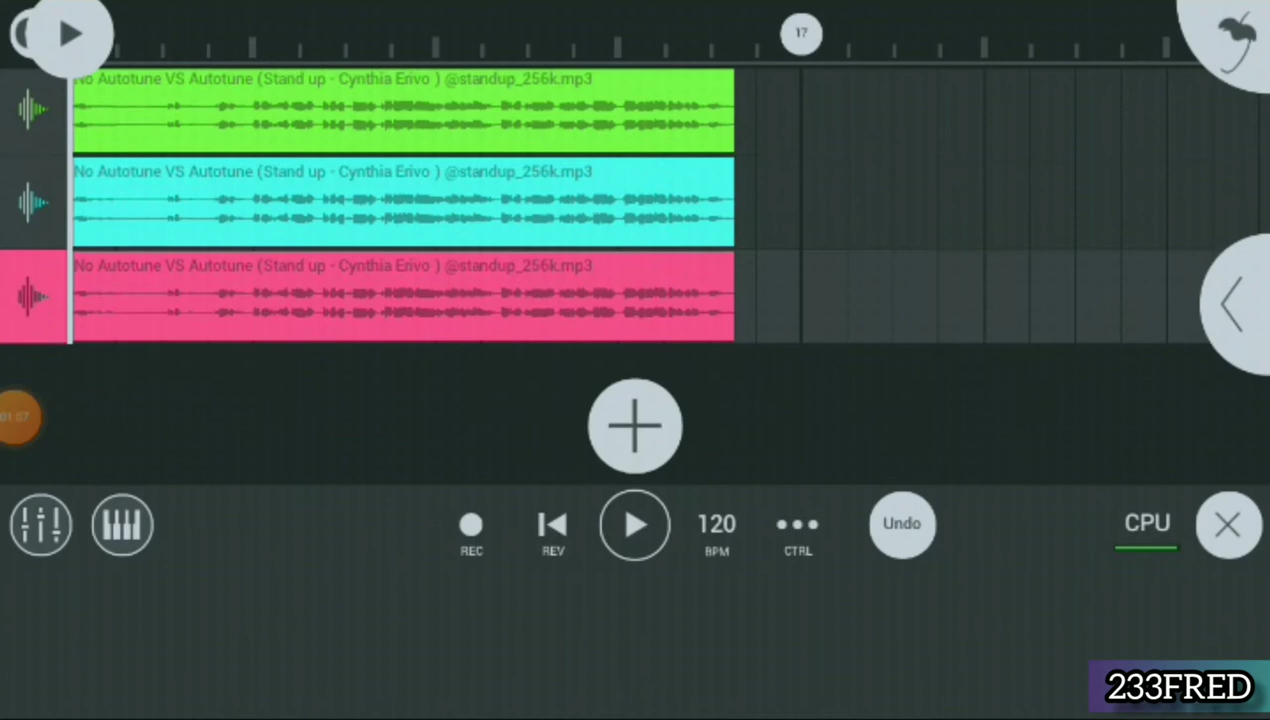 17
No Autotune VS Autotune (Stand up - Cynthia Erivo ) @standup_256k.mp3
No Autotune VS Autotune (Stand up - Cynthia Erivo ) @standup_256k.mp3
No Autotune VS Autotune (Stand up - Cynthia Erivo ) @standup_256k.mp3
01:07
REC
REV
120
BPM
CTRL
Undo
CPU
233FRED